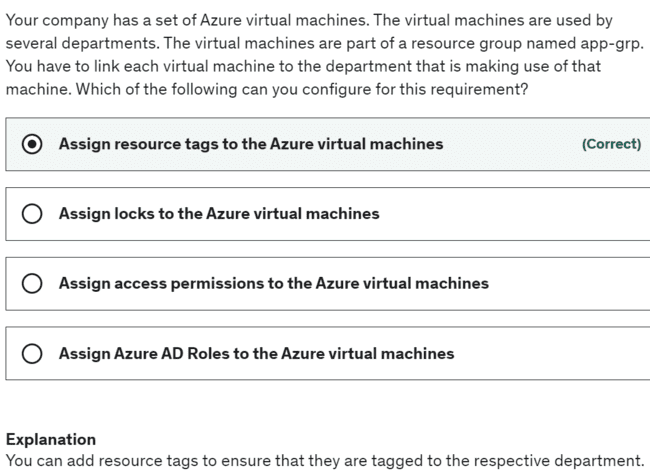 Your company has a set of Azure virtual machines. The virtual machines are used by
several departments. The virtual machines are part of a resource group named app-grp.
You have to link each virtual machine to the department that is making use of that
machine. Which of the following can you configure for this requirement?
Assign resource tags to the Azure virtual machines (Correct)
Assign locks to the Azure virtual machines
Assign access permissions to the Azure virtual machines
Assign Azure AD Roles to the Azure virtual machines
Explanation
You can add resource tags to ensure that they are tagged to the respective department.